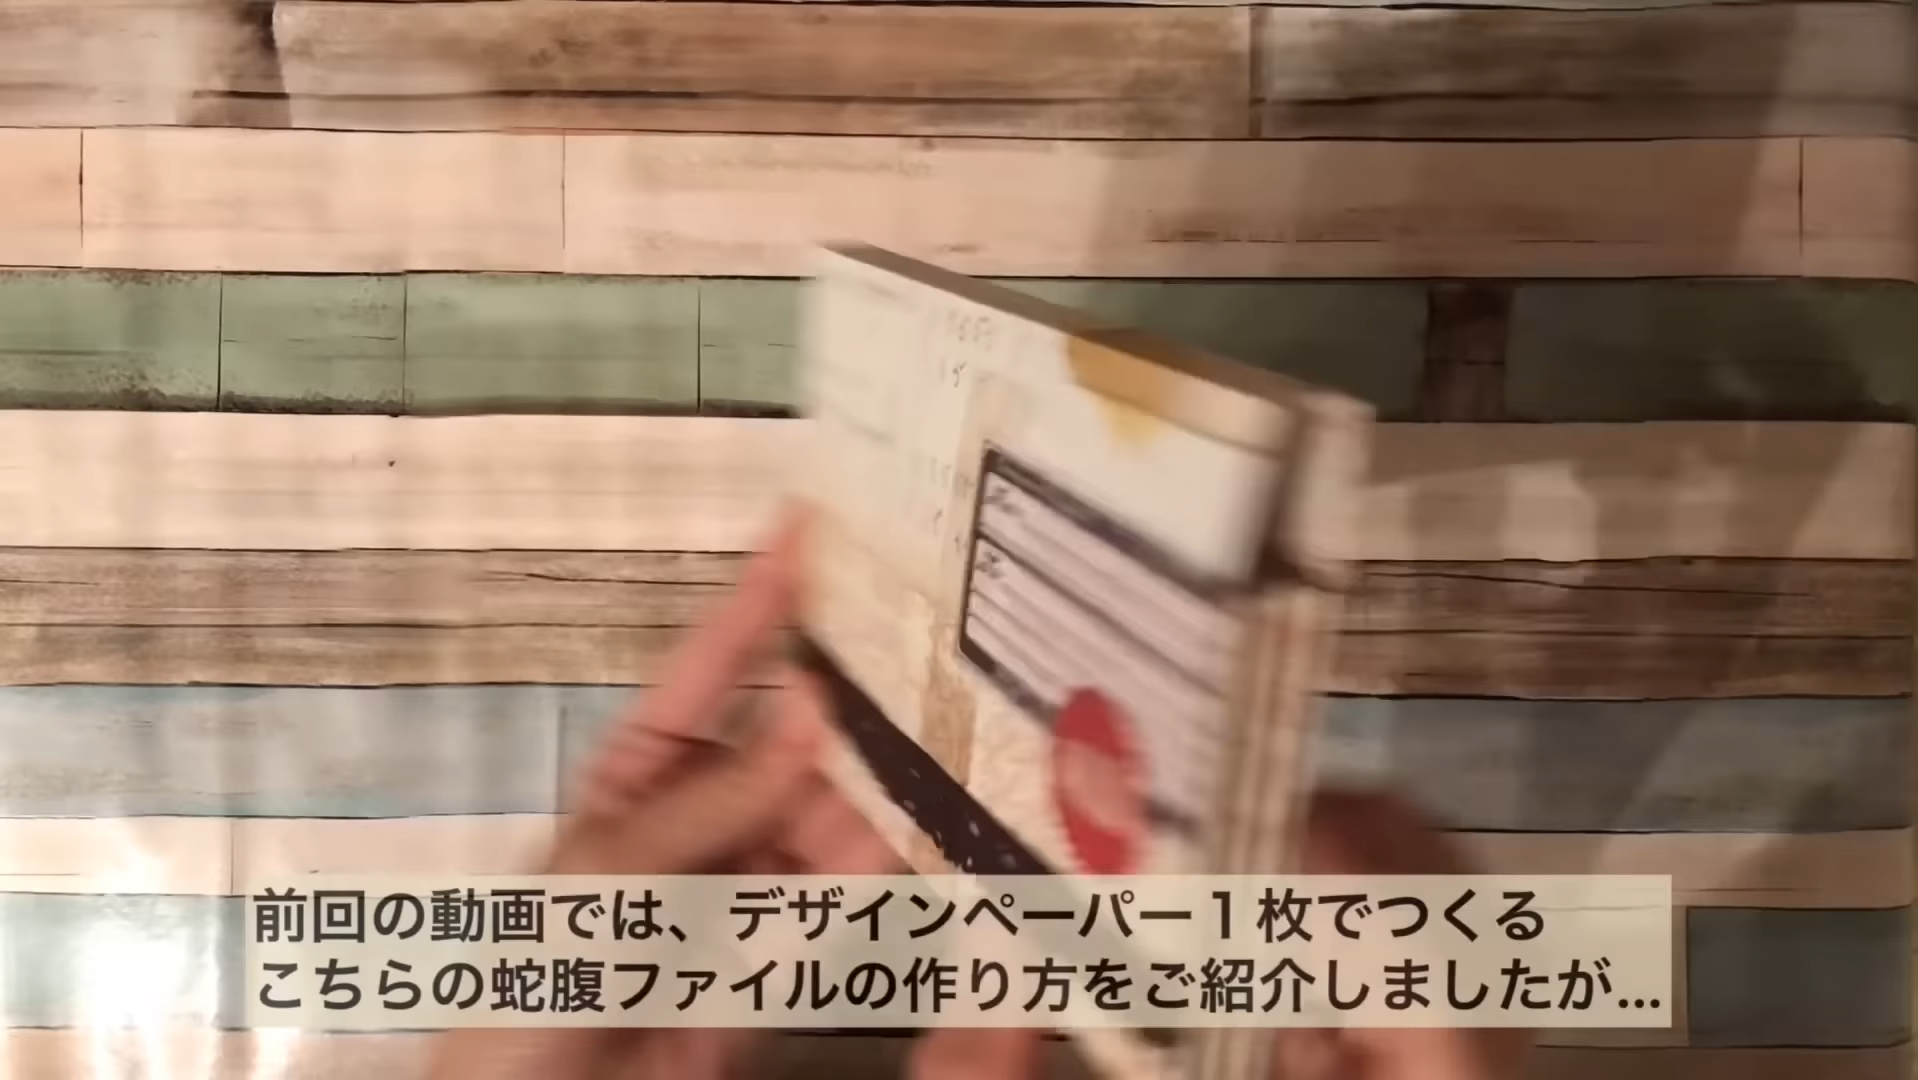 前回の動画では、デザインペーパー１枚でつくる
こちらの蛇腹ファイルの作り方をご紹介しましたが...